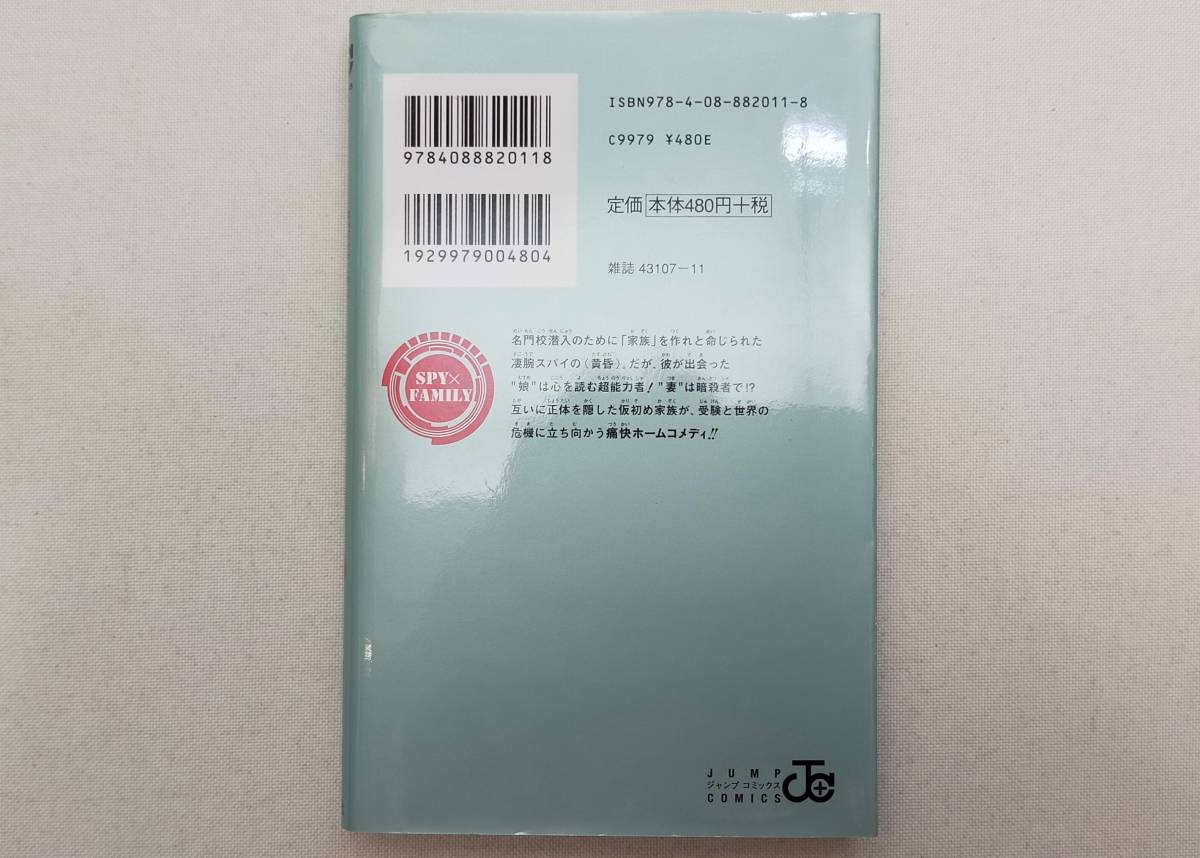 ISBN978-4-08-882011-8
C9979 ¥480E
9784088820118
定価 本体480円+税
1929979004804
雑誌 43107-11
SPY×
FAMILY
名門校潜入のために「家族」を作れと命じられた
凄腕スパイの〈黄昏〉。だが、彼が出会った
"娘"は心を読む超能力者! "妻"は暗殺者で!?
互いに正体を隠した仮初め家族が、受験と世界の
危機に立ち向かう痛快ホームコメディ!!
JUMP
ジャンプ コミックス
COMICS